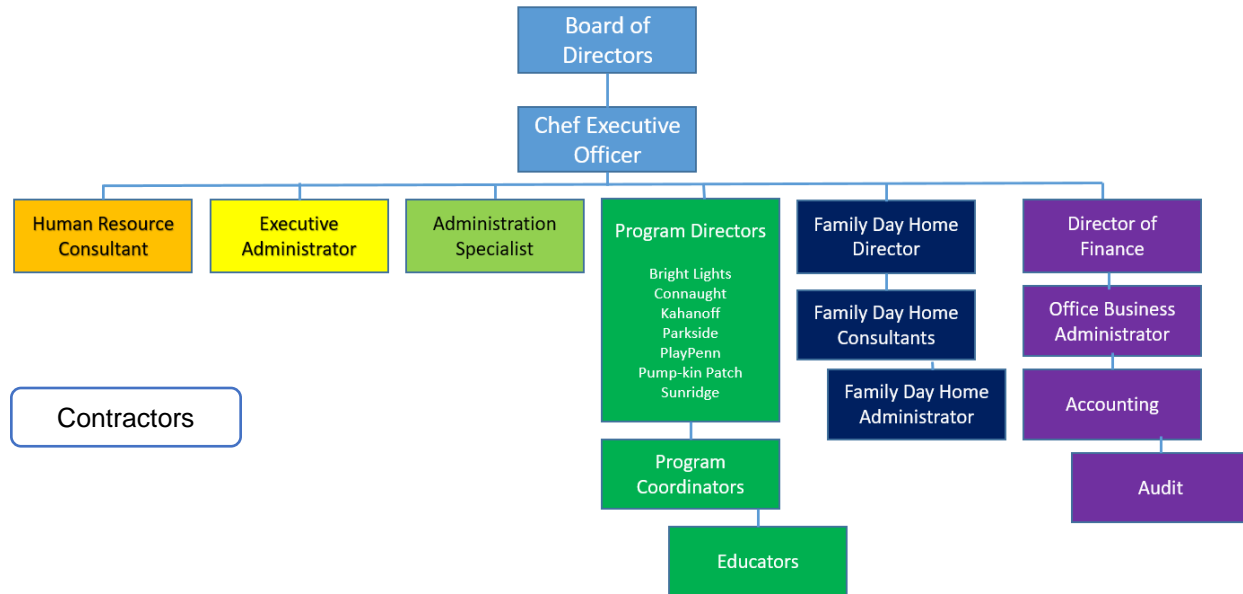 Board of
Directors
Chef Executive
Officer
Human Resource
Consultant
Executive
Administrator
Administration
Specialist
Program Directors
Bright Lights
Connaught
Kahanoff
Parkside
PlayPenn
Pump-kin Patch
Sunridge
Family Day Home
Director
Director of
Finance
Family Day Home
Consultants
Office Business
Administrator
Family Day Home
Administrator
Accounting
Contractors
Program
Coordinators
Audit
Educators